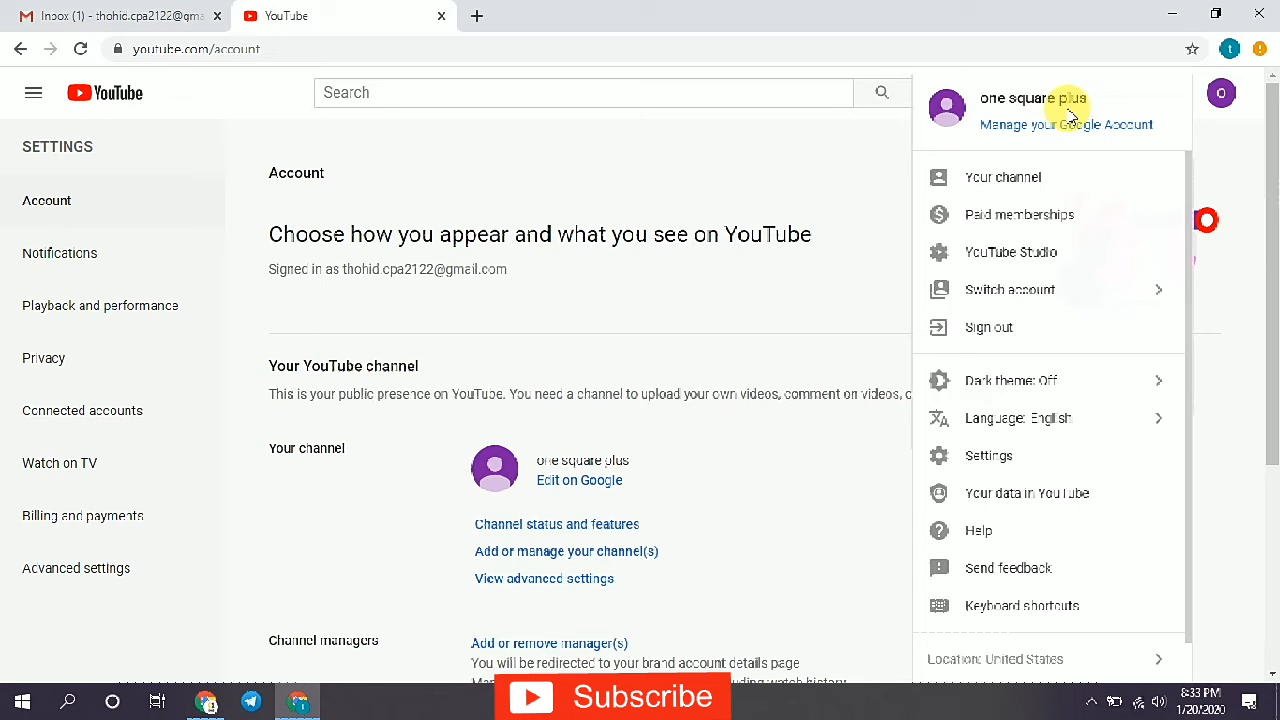 Inbox (1) - thohid.cpa2122@gma
YouTube
youtube.com/account
t
YouTube
Search
O
one square plus
Manage your Google Account
SETTINGS
Account
Notifications
Playback and performance
Privacy
Connected accounts
Watch on TV
Billing and payments
Advanced settings
Account
Choose how you appear and what you see on YouTube
Signed in as thohid.cpa2122@gmail.com
Your YouTube channel
This is your public presence on YouTube. You need a channel to upload your own videos, comment on videos,
Your channel
one square plus
Edit on Google
Channel status and features
Add or manage your channel(s)
View advanced settings
Channel managers
Add or remove manager(s)
You will be redirected to your brand account details page
watch history
Your channel
Paid memberships
YouTube Studio
Switch account
Sign out
Dark theme: Off
Language: English
Settings
Your data in YouTube
Help
Send feedback
Keyboard shortcuts
Location: United States
Subscribe
8:33 PM
1/20/2020